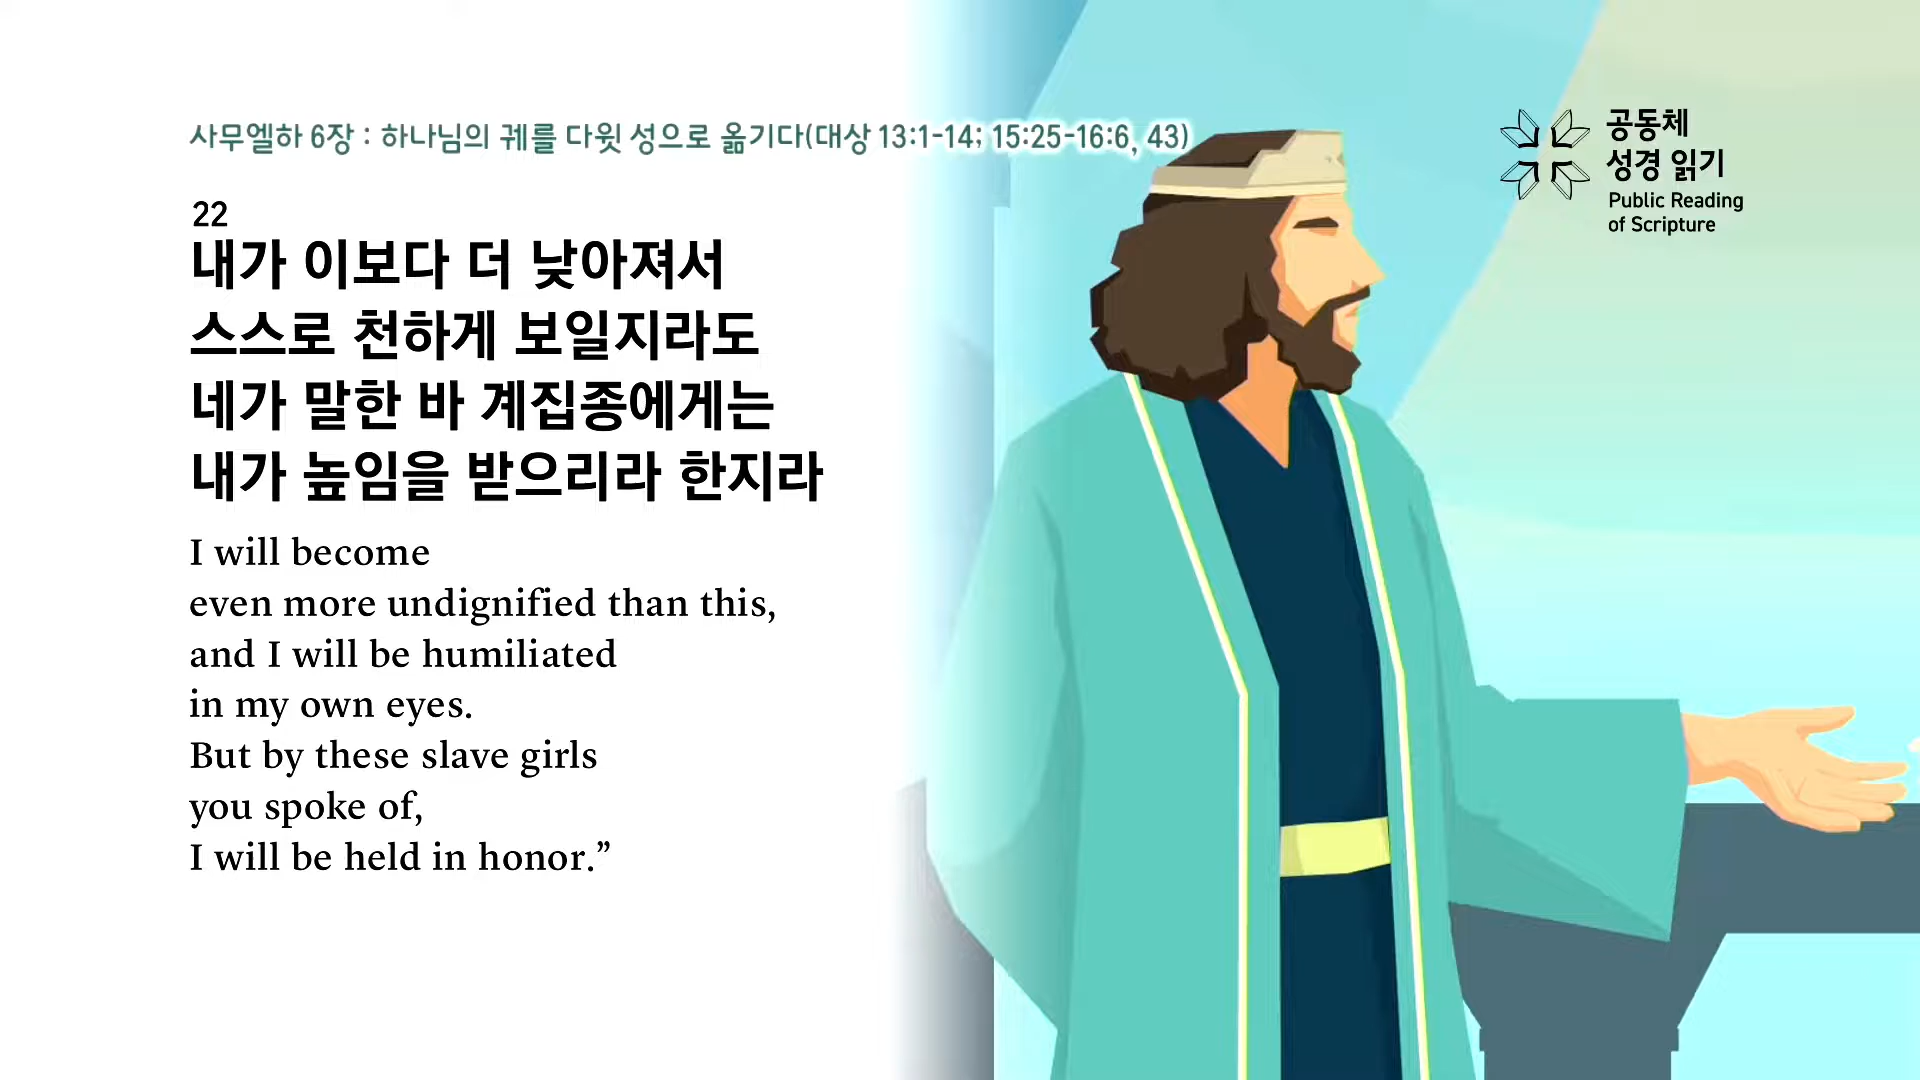 사무엘하 6장 : 하나님의 궤를 다윗 성으로 옮기다(대상 13:1-14; 15:25-16:6, 43)
공동체
성경 읽기
Public Reading
of Scripture
22
내가 이보다 더 낮아져서
스스로 천하게 보일지라도
네가 말한 바 계집종에게는
내가 높임을 받으리라 한지라
I will become
even more undignified than this,
and I will be humiliated
in my own eyes.
But by these slave girls
you spoke of,
I will be held in honor.”